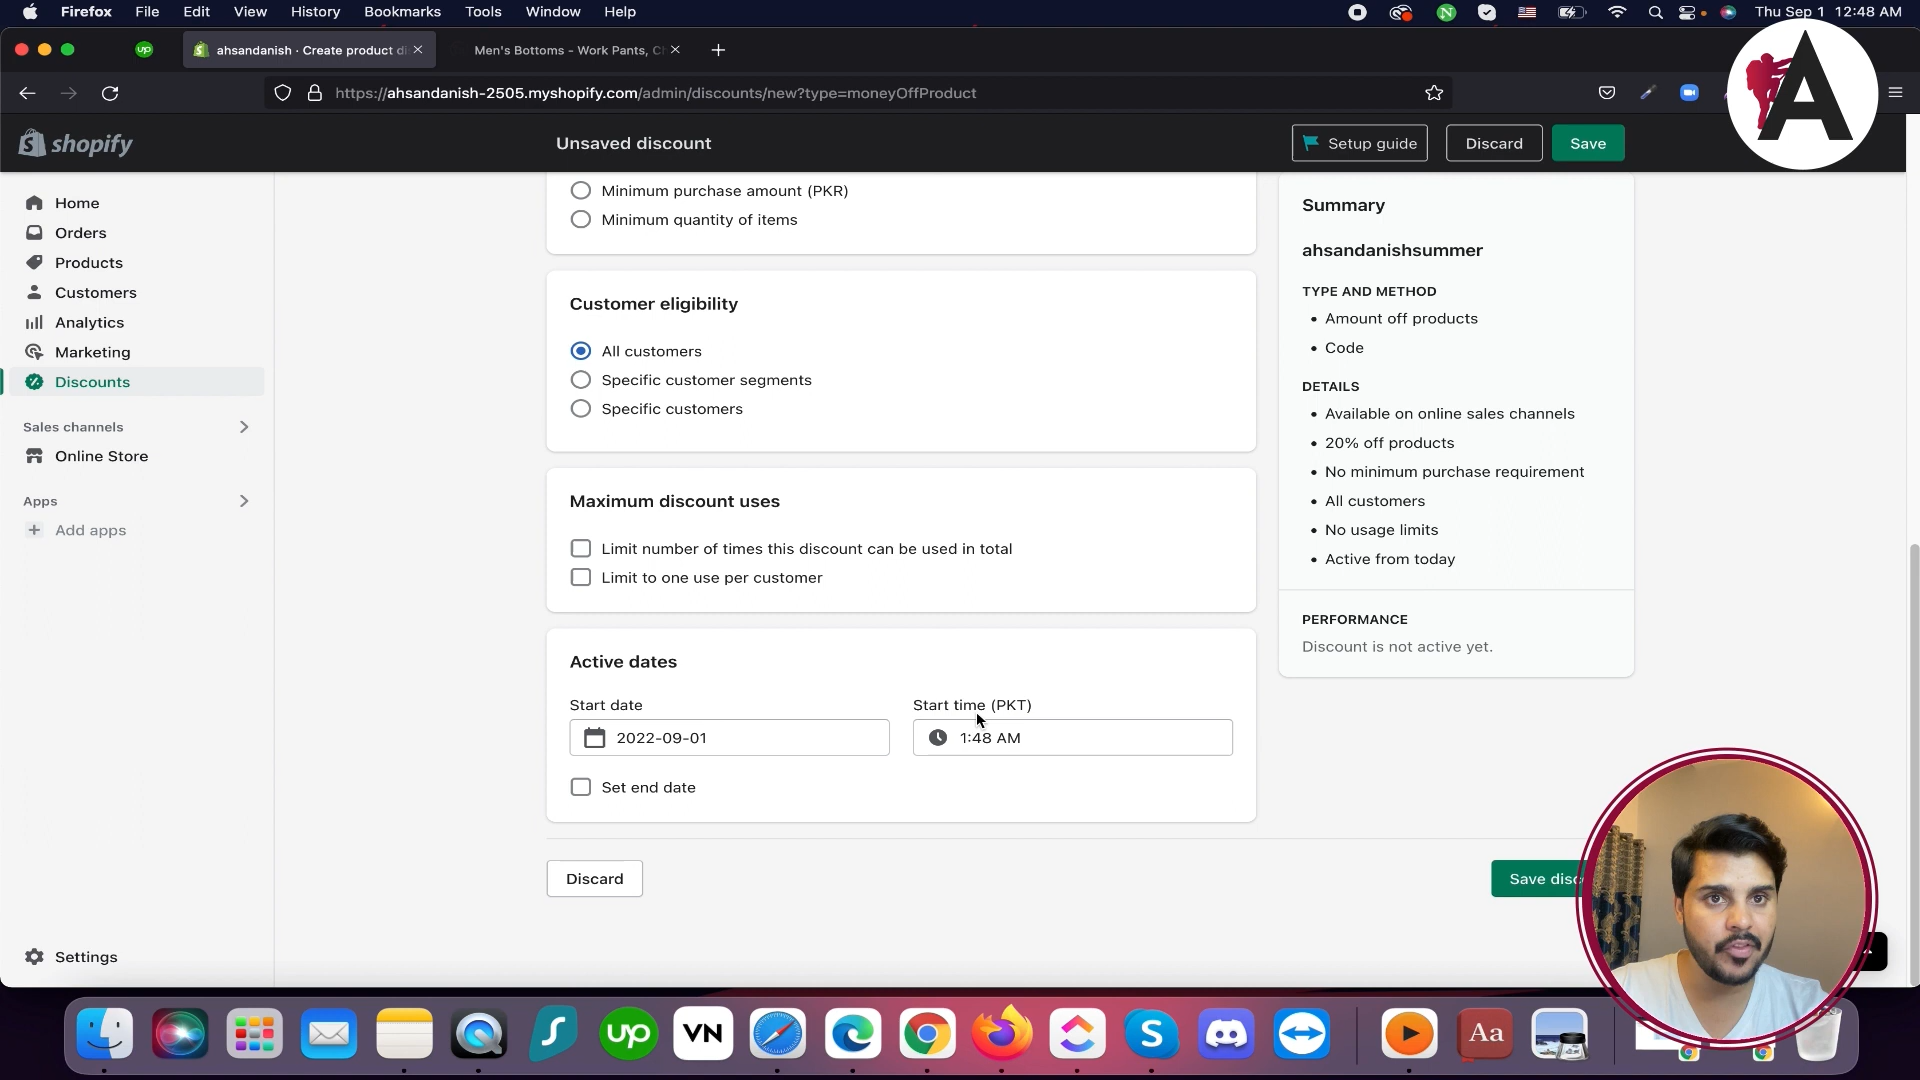 Firefox File Edit View History Bookmarks Tools Window Help
N
Thu Sep 1 12:48 AM
up
ahsandanish · Create product di
Men's Bottoms - Work Pants, C
https://ahsandanish-2505.myshopify.com/admin/discounts/new?type=moneyOffProduct
A
shopify
Unsaved discount
Setup guide
Discard
Save
Home
Orders
Products
Customers
Analytics
Marketing
Discounts
Sales channels
Online Store
Apps
Add apps
Settings
Minimum purchase amount (PKR)
Minimum quantity of items
Customer eligibility
All customers
Specific customer segments
Specific customers
Maximum discount uses
Limit number of times this discount can be used in total
Limit to one use per customer
Active dates
Start date
Start time (PKT)
2022-09-01
1:48 AM
Set end date
Discard
Save disc
Summary
ahsandanishsummer
TYPE AND METHOD
• Amount off products
• Code
DETAILS
• Available on online sales channels
• 20% off products
• No minimum purchase requirement
• All customers
• No usage limits
• Active from today
PERFORMANCE
Discount is not active yet.
up
VN
Aa